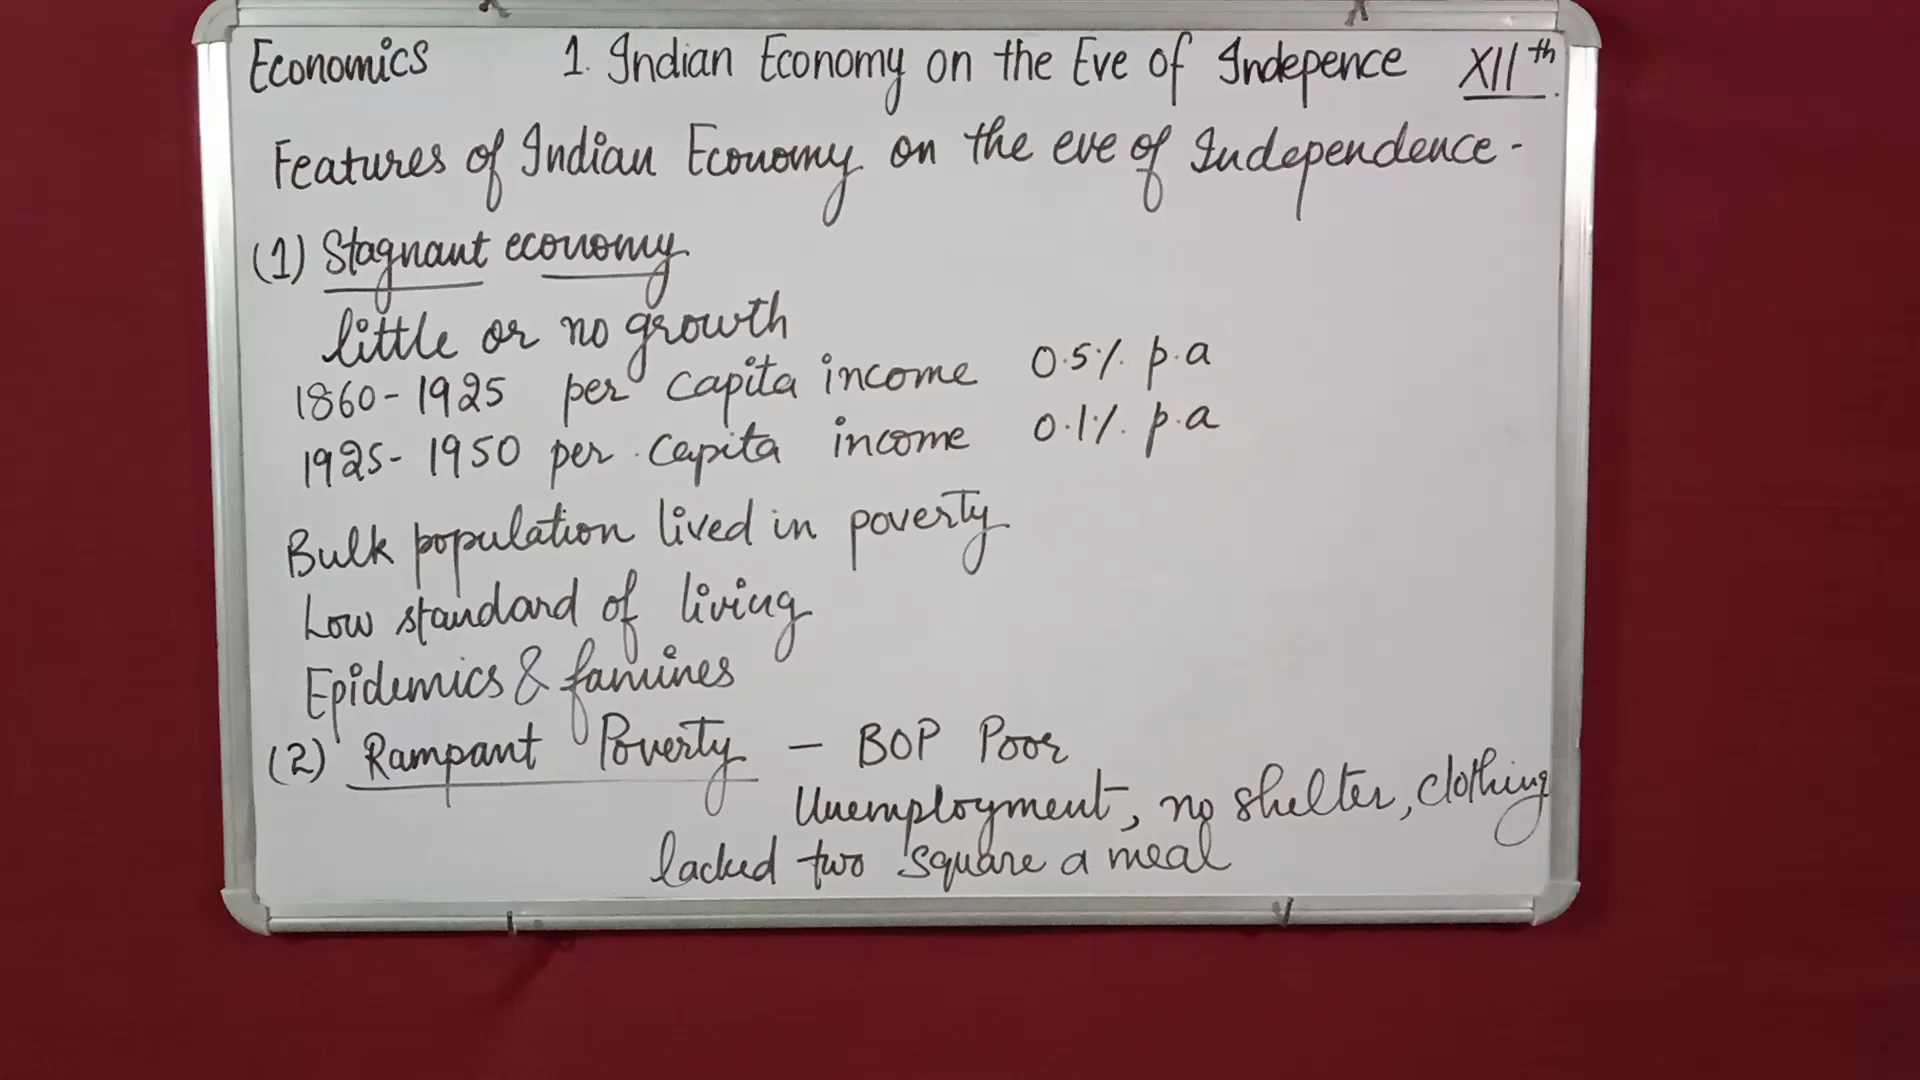 Economics 1. Indian Economy on the Eve of Indepence XIIth.
Features of Indian Economy on the eve of Independence -
(1) Stagnant economy
little or no growth
1860-1925 per capita income 0.5% p.a
1925-1950 per capita income 0.1% p.a
Bulk population lived in poverty
Low standard of living
Epidemics & famines
(2) Rampant Poverty - BOP Poor
Unemployment, no shelter, clothing
lacked two square a meal